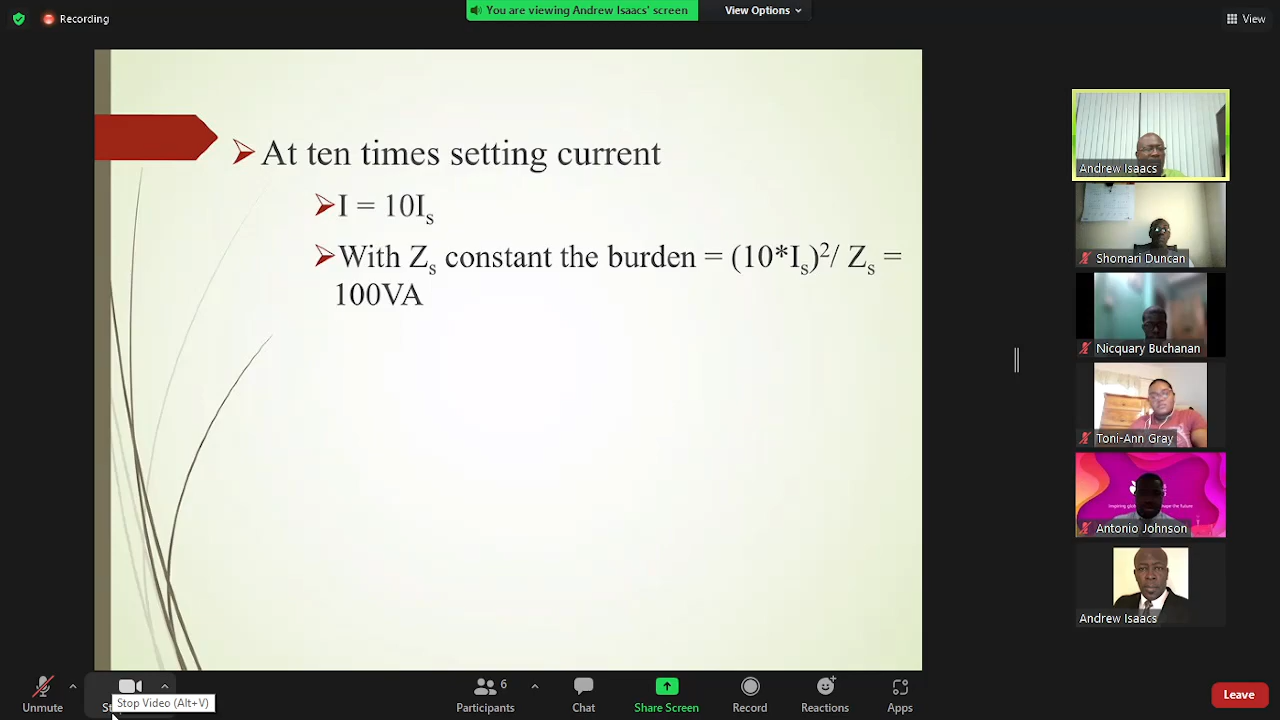 Recording
You are viewing Andrew Isaacs' screen
View Options
View
At ten times setting current
I = 10Is
With Zs constant the burden = (10*Is)2/ Zs =
100VA
Andrew Isaacs
Shomari Duncan
Nicquary Buchanan
Toni-Ann Gray
Antonio Johnson
Andrew Isaacs
Unmute
Stop Video (Alt+V)
Participants
6
Chat
Share Screen
Record
Reactions
Apps
Leave